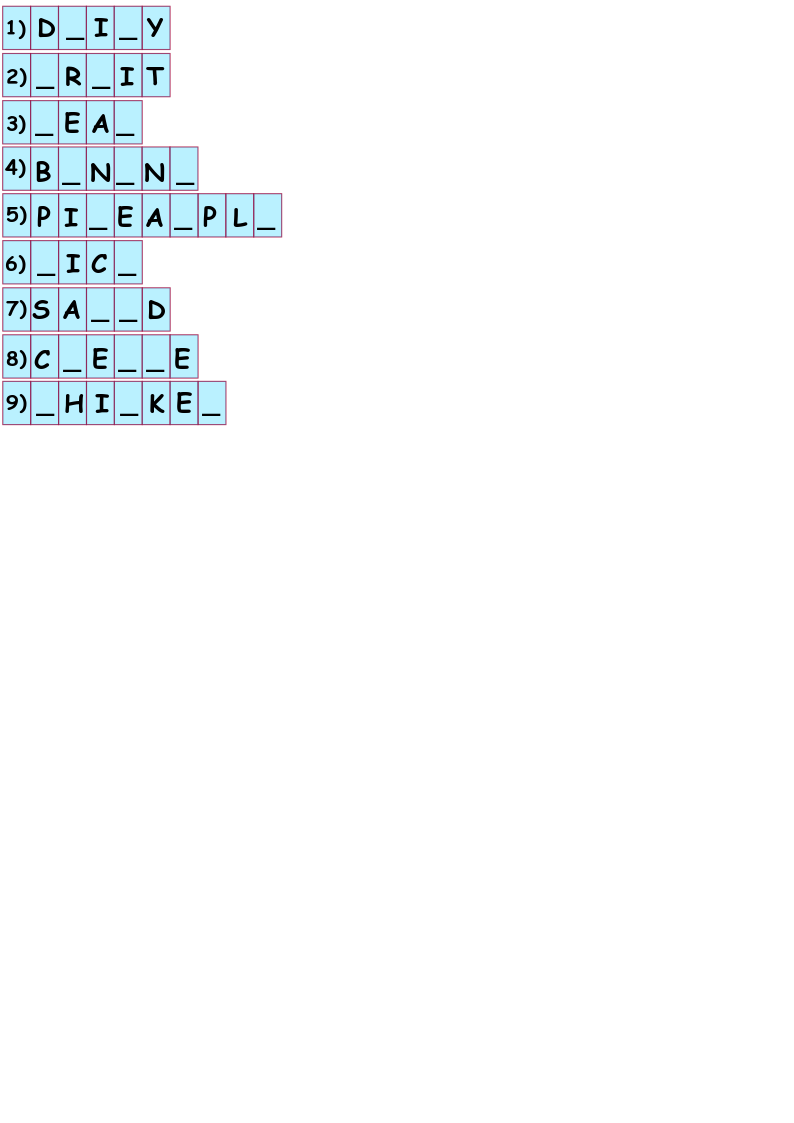 1) D _ I _ Y
2) _ R _ I T
3) _ E A _
4) B _ N _ N _
5) P I _ E A _ P L _
6) _ I C _
7) S A _ _ D
8) C _ E _ _ E
9) _ H I _ K E _